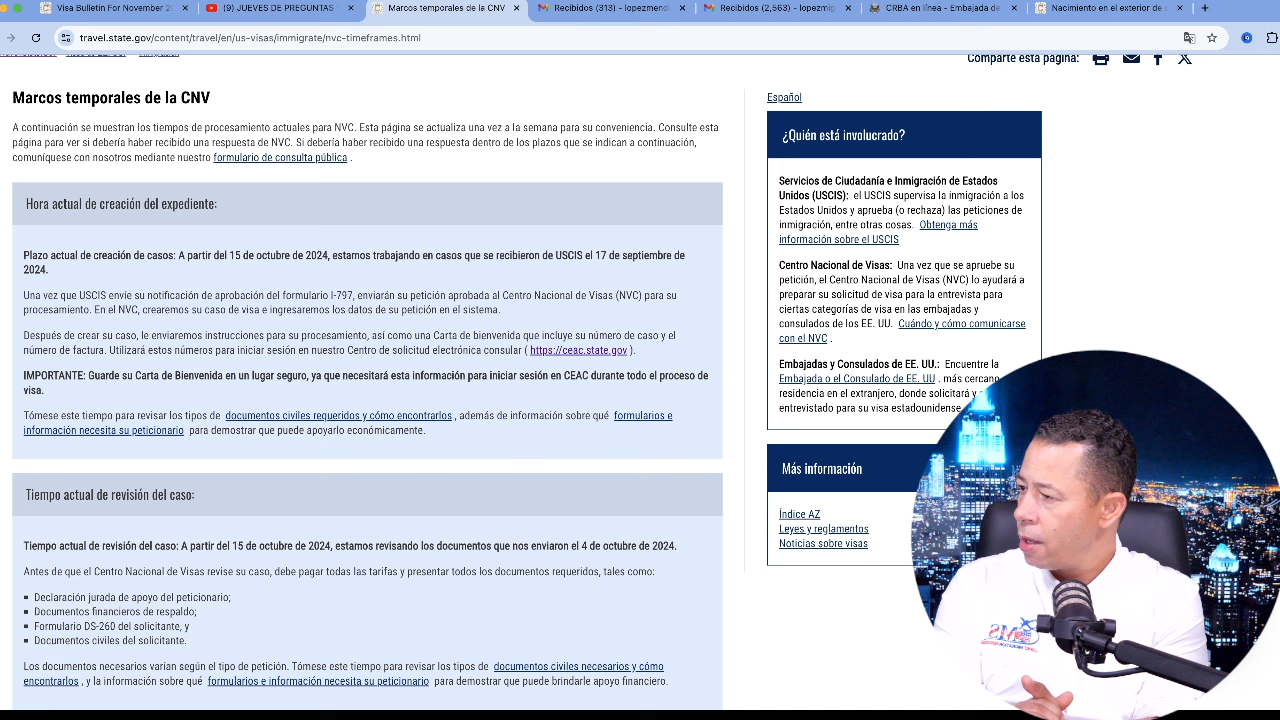 (9) JUEVES DE PREGUNTAS
Marcos temporales de la CNV
Recibidos (313) - lopezmend
Recibidos (2,563) - lopezmp
CRBA en línea - Embajada de
Nacimiento en el Embajada
travel.state.gov/content/travel/en/us-visas/immigrate/nvc-timeframes.html
Comparte esta página:
Marcos temporales de la CNV
Español
A continuación se muestran los tiempos de procesamiento actuales para NVC. Esta página se actualiza una vez a la semana para su conveniencia. Consulte esta
página para ver si debería haber recibido una respuesta de NVC. Si debería haber recibido una respuesta dentro de los plazos que se indican a continuación,
comuníquese con nosotros mediante nuestro formulario de consulta pública .
Hora actual de creación del expediente:
Plazo actual de creación de casos: A partir del 15 de octubre de 2024, estamos trabajando en casos que se recibieron de USCIS el 17 de septiembre de
2024.
Una vez que USCIS envíe su notificación de aprobación del formulario I-797, enviarán su petición aprobada al Centro Nacional de Visas (NVC) para su
procesamiento. En el NVC, crearemos su caso de visa e ingresaremos los datos de su petición en el sistema.
Después de crear su caso, le enviaremos instrucciones para su procesamiento, así como una Carta de bienvenida que incluye su número de caso y el
número de factura. Utilizará estos números para iniciar sesión en nuestro Centro de solicitud electrónica consular ( https://ceac.state.gov ).
IMPORTANTE: Guarde su Carta de Bienvenida en un lugar seguro, ya que necesitará esta información para iniciar sesión en CEAC durante todo el proceso de
visa.
Tómese este tiempo para revisar los tipos de documentos civiles requeridos y cómo encontrarlos , además de información sobre qué formularios e
información necesita su peticionario para demostrar que puede apoyarlo económicamente.
Tiempo actual de revisión del caso:
Tiempo actual de revisión del caso: A partir del 15 de octubre de 2024, estamos revisando los documentos que nos enviaron el 4 de octubre de 2024.
Antes de que el Centro Nacional de Visas revise su caso, debe pagar todas las tarifas y presentar todos los documentos requeridos, tales como:
Declaración jurada de apoyo del peticionario;
Documentos financieros de respaldo;
Formulario DS-260 del solicitante, y
Documentos civiles del solicitante.
Los documentos necesarios varían según el tipo de petición. Tómese este tiempo para revisar los tipos de documentos civiles necesarios y cómo
encontrarlos , y la información sobre qué formularios e información necesita su peticionario para demostrar que puede brindarle apoyo financiero.
¿Quién está involucrado?
Servicios de Ciudadanía e Inmigración de Estados
Unidos (USCIS): el USCIS supervisa la inmigración a los
Estados Unidos y aprueba (o rechaza) las peticiones de
inmigración, entre otras cosas. Obtenga más
información sobre el USCIS
Centro Nacional de Visas: Una vez que se apruebe su
petición, el Centro Nacional de Visas (NVC) lo ayudará a
preparar su solicitud de visa para la entrevista para
ciertas categorías de visa en las embajadas y
consulados de los EE. UU. Cuándo y cómo comunicarse
con el NVC .
Embajadas y Consulados de EE. UU.: Encuentre la
Embajada o el Consulado de EE. UU . más cercano
residencia en el extranjero, donde solicitará y
entrevistado para su visa estadounidense.
Más información
Índice AZ
Leyes y reglamentos
Noticias sobre visas